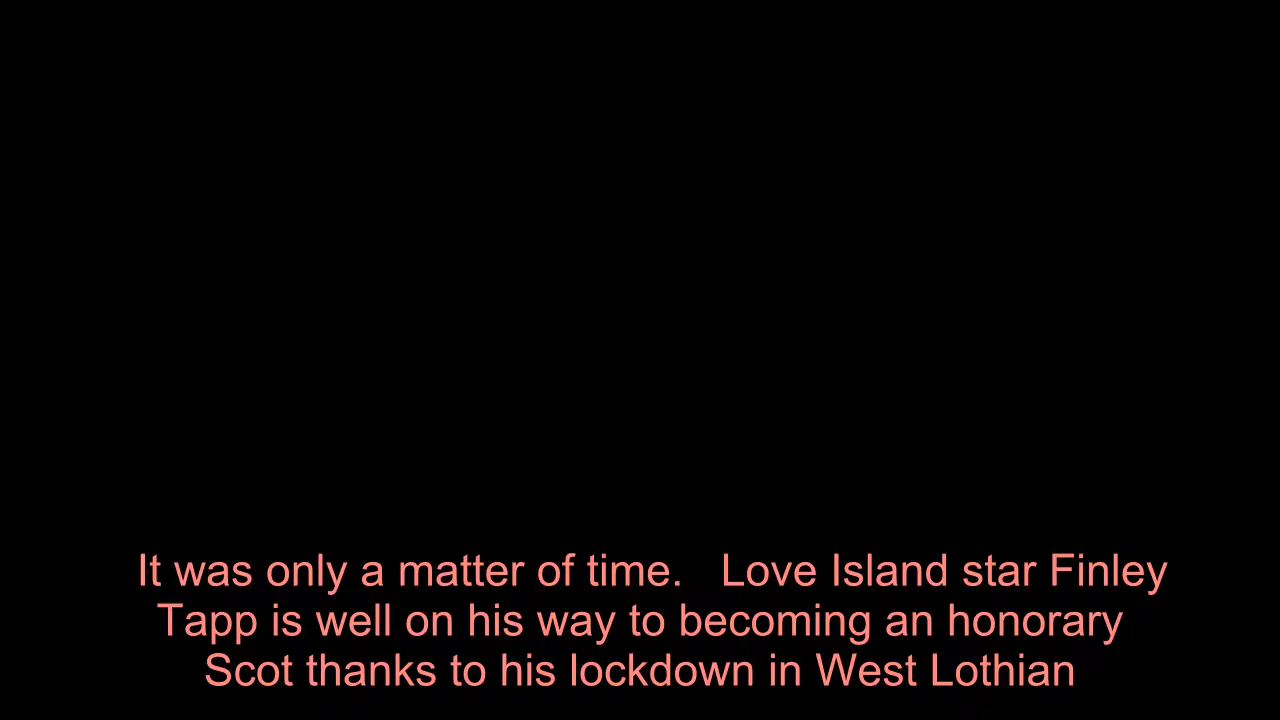 It was only a matter of time.   Love Island star Finley
Tapp is well on his way to becoming an honorary
Scot thanks to his lockdown in West Lothian